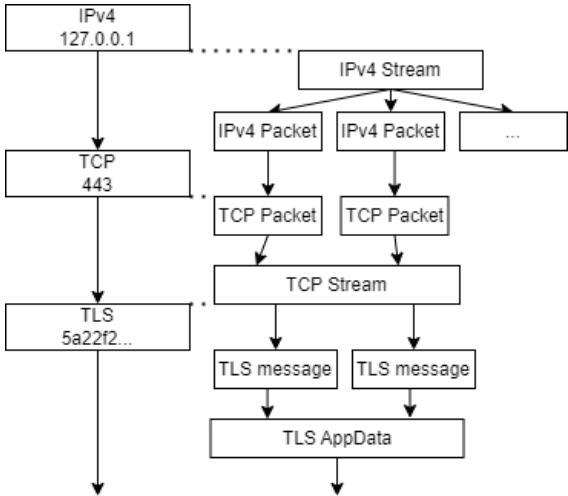 IPv4
127.0.0.1
IPv4 Stream
IPv4 Packet
IPv4 Packet
...
TCP
443
TCP Packet
TCP Packet
TCP Stream
TLS
5a22f2...
TLS message
TLS message
TLS AppData